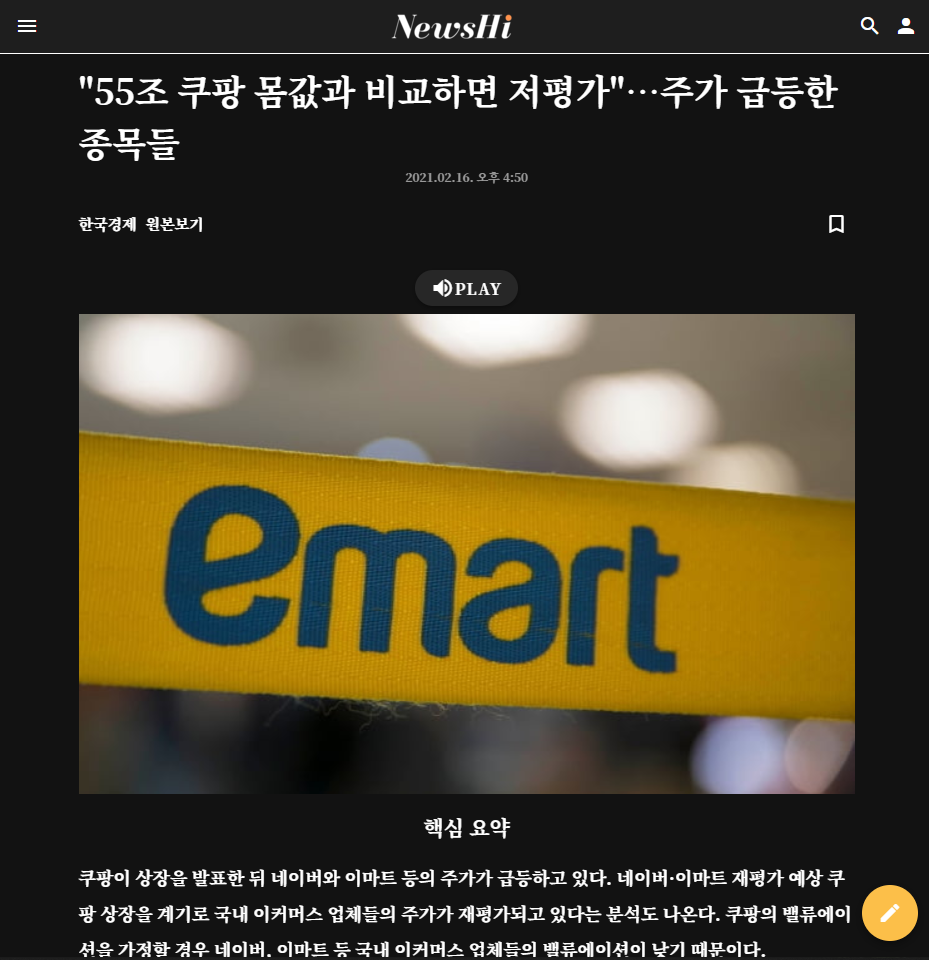 NewsHi
"55조 쿠팡 몸값과 비교하면 저평가"…주가 급등한
종목들
2021.02.16. 오후 4:50
한국경제 원본보기
PLAY
emart
핵심 요약
쿠팡이 상장을 발표한 뒤 네이버와 이마트 등의 주가가 급등하고 있다. 네이버·이마트 재평가 예상 쿠
팡 상장을 계기로 국내 이커머스 업체들의 주가가 재평가되고 있다는 분석도 나온다. 쿠팡의 밸류에이
션을 가정할 경우 네이버, 이마트 등 국내 이커머스 업체들의 밸류에이션이 낮기 때문이다.